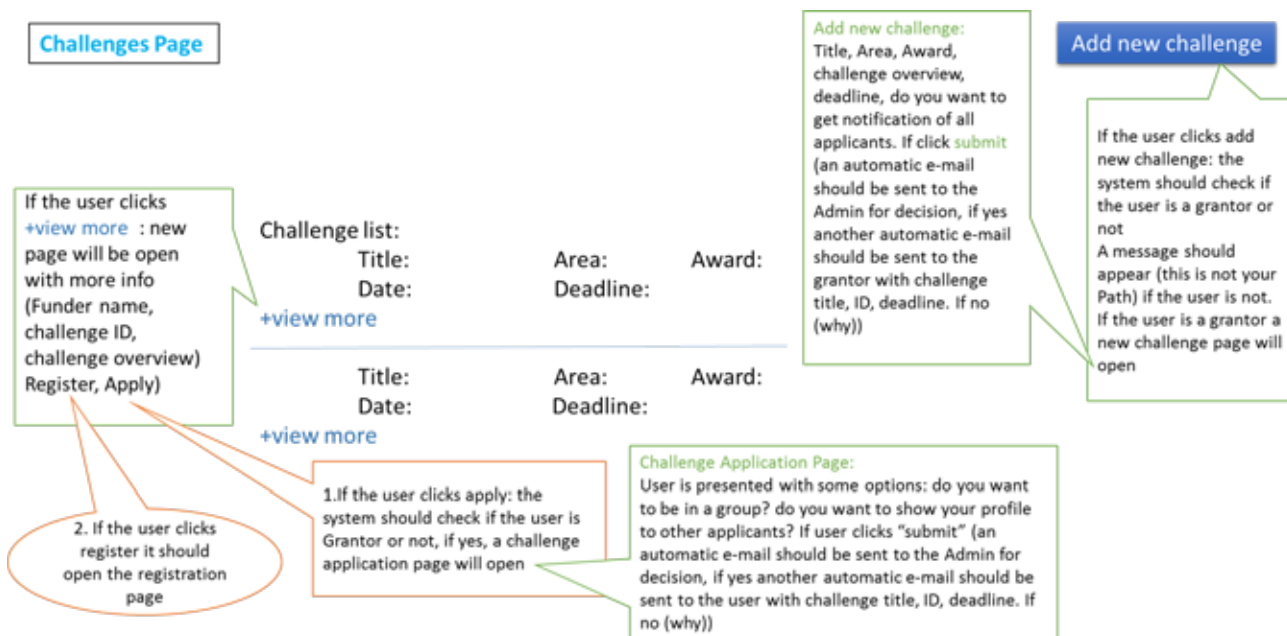 Challenges Page
Add new challenge:
Title, Area, Award,
challenge overview,
deadline, do you want to
get notification of all
applicants. If click submit
(an automatic e-mail
should be sent to the
Admin for decision, if yes
another automatic e-mail
should be sent to the
grantor with challenge
title, ID, deadline. If no
(why))
Add new challenge
If the user clicks add
new challenge: the
system should check if
the user is a grantor or
not
A message should
appear (this is not your
Path) if the user is not.
If the user is a grantor a
new challenge page will
open
If the user clicks
+view more : new
page will be open
with more info
(Funder name,
challenge ID,
challenge overview)
Register, Apply)
Challenge list:
Title: Area: Award:
Date: Deadline:
+view more
Title: Area: Award:
Date: Deadline:
+view more
2. If the user clicks
register it should
open the registration
page
1.If the user clicks apply: the
system should check if the user is
Grantor or not, if yes, a challenge
application page will open
Challenge Application Page:
User is presented with some options: do you want
to be in a group? do you want to show your profile
to other applicants? If user clicks “submit” (an
automatic e-mail should be sent to the Admin for
decision, if yes another automatic e-mail should be
sent to the user with challenge title, ID, deadline. If
no (why))